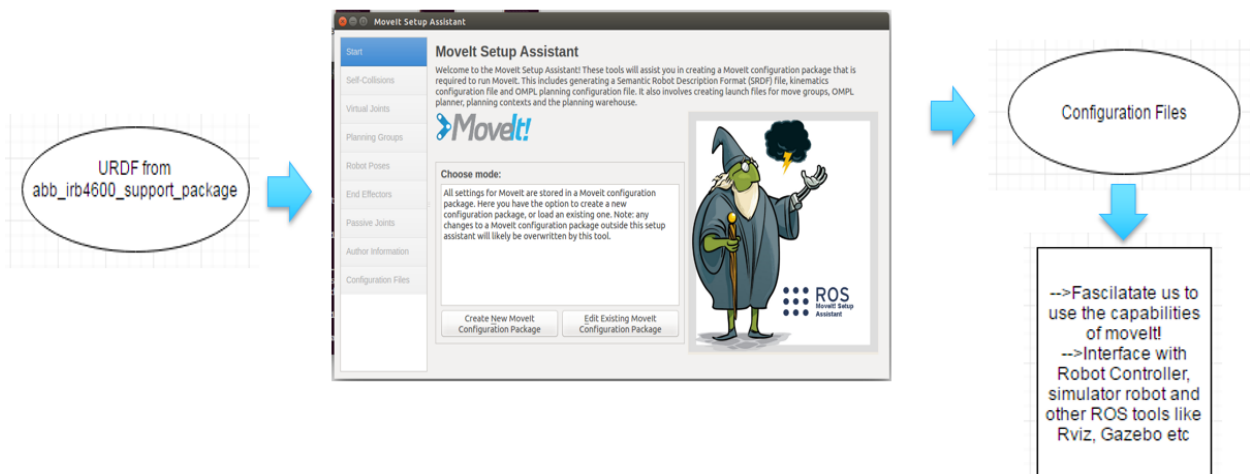 URDF from
abb_irb4600_support_package
MoveIt Setup Assistant
Start
Self-Collisions
Virtual Joints
Planning Groups
Robot Poses
End Effectors
Passive Joints
Author Information
Configuration Files
MoveIt Setup Assistant
Welcome to the MoveIt Setup Assistant! These tools will assist you in creating a MoveIt configuration package that is
required to run MoveIt. This includes generating a Semantic Robot Description Format (SRDF) file, kinematics
configuration file and OMPL planning configuration file. It also involves creating launch files for move groups, OMPL
planner, planning contexts and the planning warehouse.
MoveIt!
Choose mode:
All settings for MoveIt are stored in a MoveIt configuration
package. Here you have the option to create a new
configuration package, or load an existing one. Note: any
changes to a MoveIt configuration package outside this setup
assistant will likely be overwritten by this tool.
Create New MoveIt
Configuration Package
Edit Existing MoveIt
Configuration Package
ROS
MoveIt! Setup
Assistant
Configuration Files
-->Fascilatate us to
use the capabilities
of moveIt!
-->Interface with
Robot Controller,
simulator robot and
other ROS tools like
Rviz, Gazebo etc